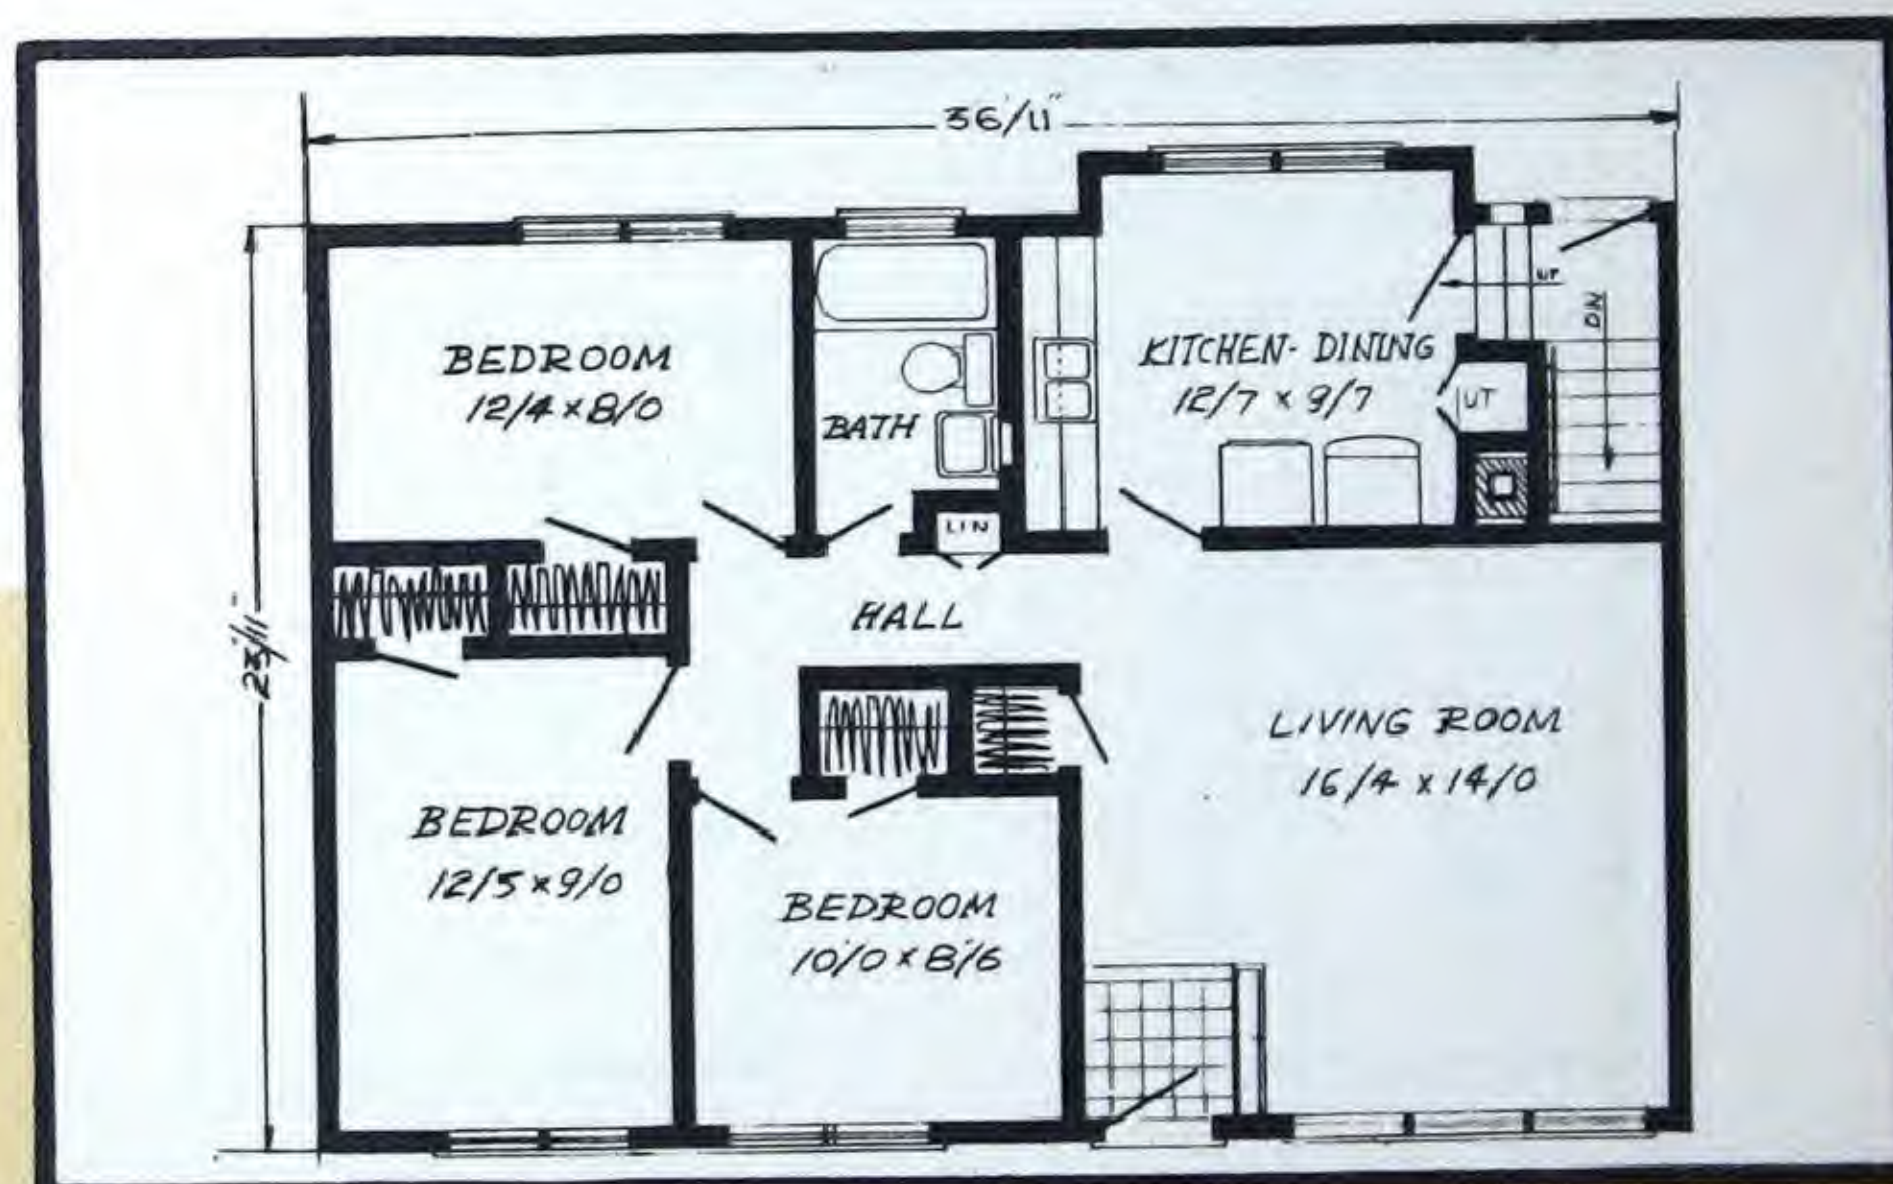 36'/11"
BEDROOM
12/4 x 8/0
BATH
LIN
KITCHEN- DINING
12/7 x 9/7
UP
DN
UT
23'/11"
HALL
LIVING ROOM
16/4 x 14/0
BEDROOM
12/5 x 9/0
BEDROOM
10'/0 x 8'/6